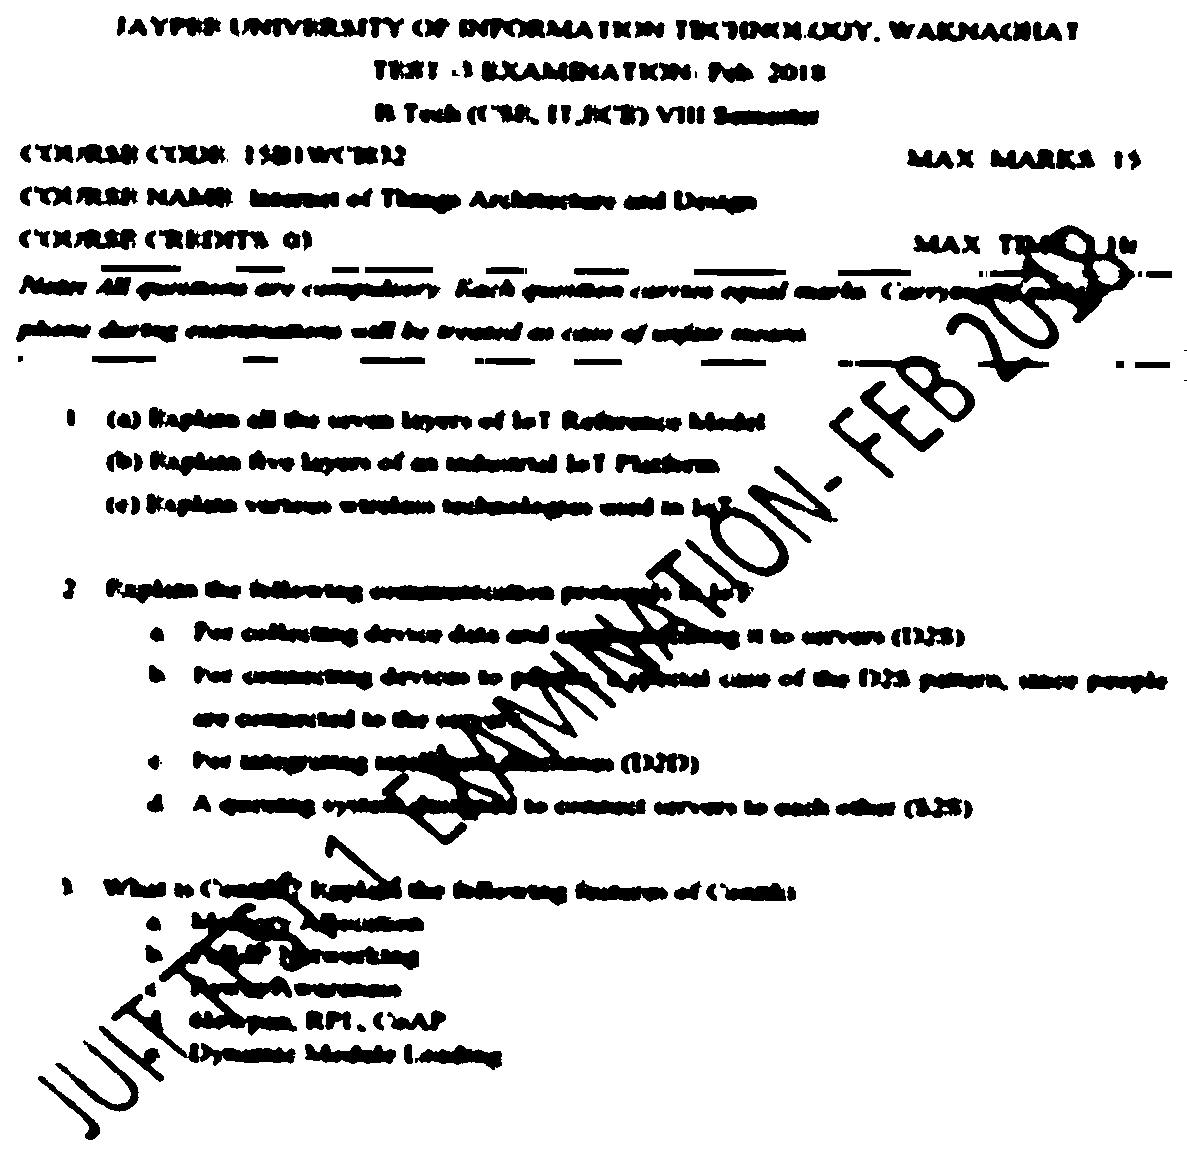 JAYPEE UNIVERSITY OF INFORMATION TECHNOLOGY, WAKNAGHAT
TEST -1 EXAMINATION- Feb 2018
B Tech (CSE, IT, ECE) VIII Semester
COURSE CODE
MAX MARKS 15
COURSE NAME Internet of Things Architecture and Design
COURSE CREDITS 03
MAX TIME 1Hr
Note: All questions are compulsory Each question carries equal marks Carrying of mobile
phone during examinations will be treated as case of unfair means
1 (a) Explain all the seven layers of IoT Reference Model
(b) Explain five layers of an industrial IoT Platform
(c) Explain various wireless technologies used in IoT
2 Explain the following communication protocols in IoT
a For collecting device data and communicating it to servers (D2S)
b For connecting devices to people, a special case of the D2S pattern, since people
are connected to the servers
c For integrating intelligent machines (D2D)
d A queuing system designed to connect servers to each other (S2S)
3 What is Contiki? Explain the following features of Contiki
a Memory Allocation
b Networking
c Power Awareness
d 6lowpan, RPL, CoAP
e Dynamic Module Loading
JUIT TEST-1 EXAMINATION- FEB 2018